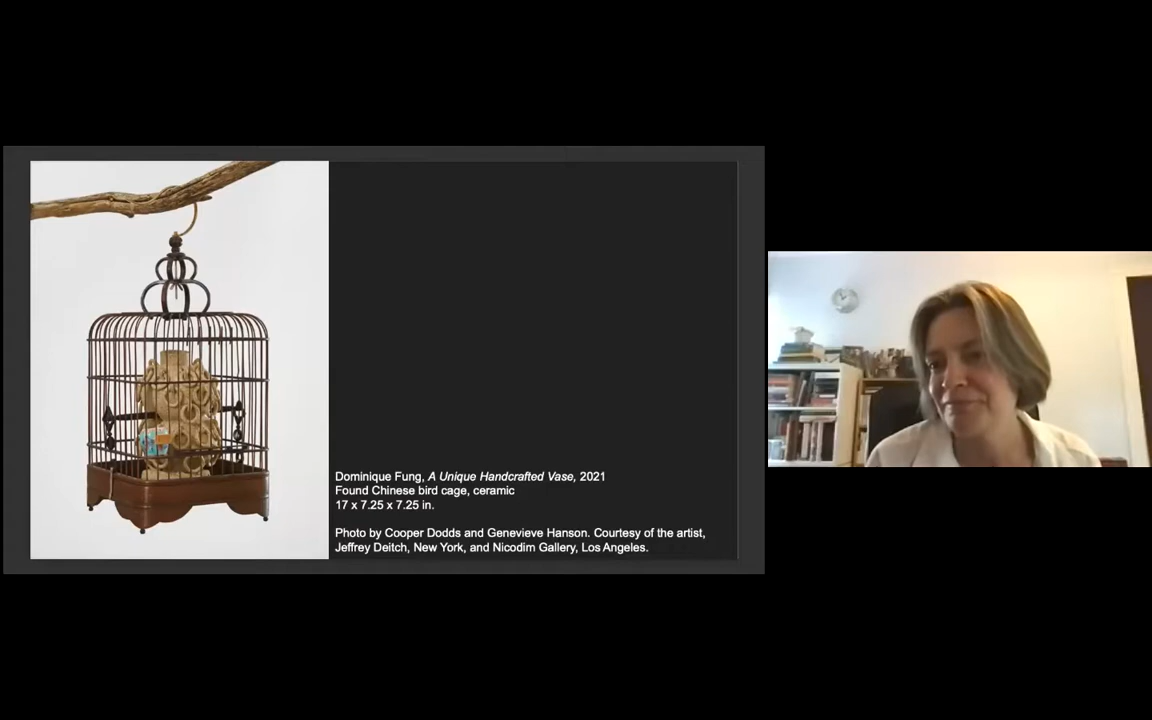 Dominique Fung, A Unique Handcrafted Vase, 2021
Found Chinese bird cage, ceramic
17 x 7.25 x 7.25 in.
Photo by Cooper Dodds and Genevieve Hanson. Courtesy of the artist,
Jeffrey Deitch, New York, and Nicodim Gallery, Los Angeles.